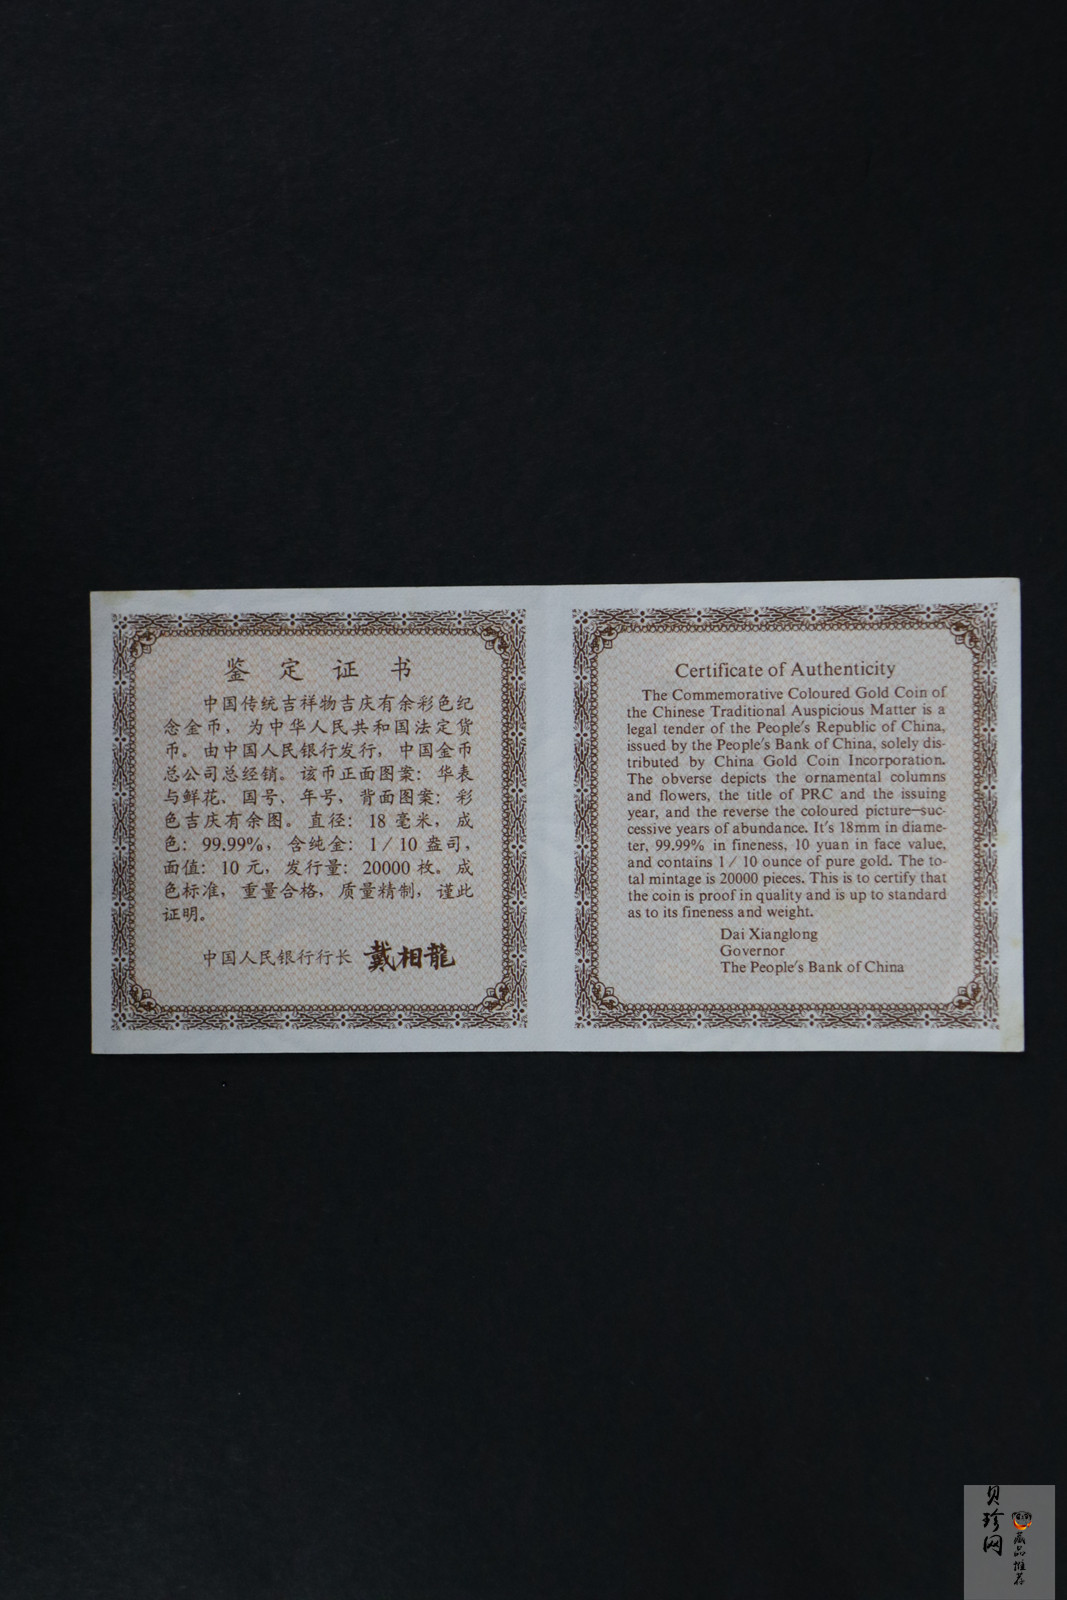 鉴定证书
中国传统吉祥物吉庆有余彩色纪
念金币，为中华人民共和国法定货
币。由中国人民银行发行，中国金币
总公司总经销。该币正面图案：华表
与鲜花、国号、年号，背面图案：彩
色吉庆有余图。直径：18毫米，成
色：99.99%，含纯金：1/10盎司，
面值：10元，发行量：20000枚。成
色标准，重量合格，质量精制，谨此
证明。
中国人民银行行长 戴相龍
Certificate of Authenticity
The Commemorative Coloured Gold Coin of
the Chinese Traditional Auspicious Matter is a
legal tender of the People's Republic of China,
issued by the People's Bank of China, solely dis-
tributed by China Gold Coin Incorporation.
The obverse depicts the ornamental columns
and flowers, the title of PRC and the issuing
year, and the reverse the coloured picture—suc-
cessive years of abundance. It's 18mm in diame-
ter, 99.99% in fineness, 10 yuan in face value,
and contains 1/10 ounce of pure gold. The to-
tal mintage is 20000 pieces. This is to certify that
the coin is proof in quality and is up to standard
as to its fineness and weight.
Dai Xianglong
Governor
The People's Bank of China
贝珍网
藏品推荐